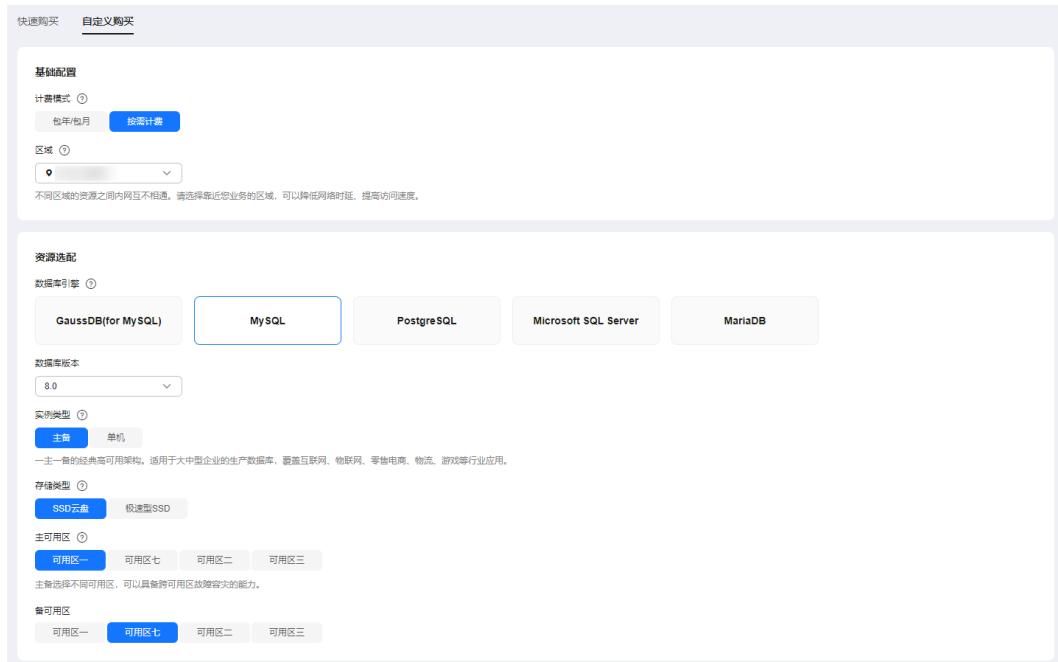 快速购买 自定义购买
基础配置
计费模式 ?
包年/包月 按需计费
区域 ?
不同区域的资源之间内网互不相通。请选择靠近您业务的区域，可以降低网络时延、提高访问速度。
资源选配
数据库引擎 ?
GaussDB(for MySQL) MySQL PostgreSQL Microsoft SQL Server MariaDB
数据库版本
8.0
实例类型 ?
主备 单机
一主一备的经典高可用架构。适用于大中型企业的生产数据库，覆盖互联网、物联网、零售电商、物流、游戏等行业应用。
存储类型 ?
SSD云盘 极速型SSD
主可用区 ?
可用区一 可用区七 可用区二 可用区三
主备选择不同可用区，可以具备跨可用区故障容灾的能力。
备可用区
可用区一 可用区七 可用区二 可用区三